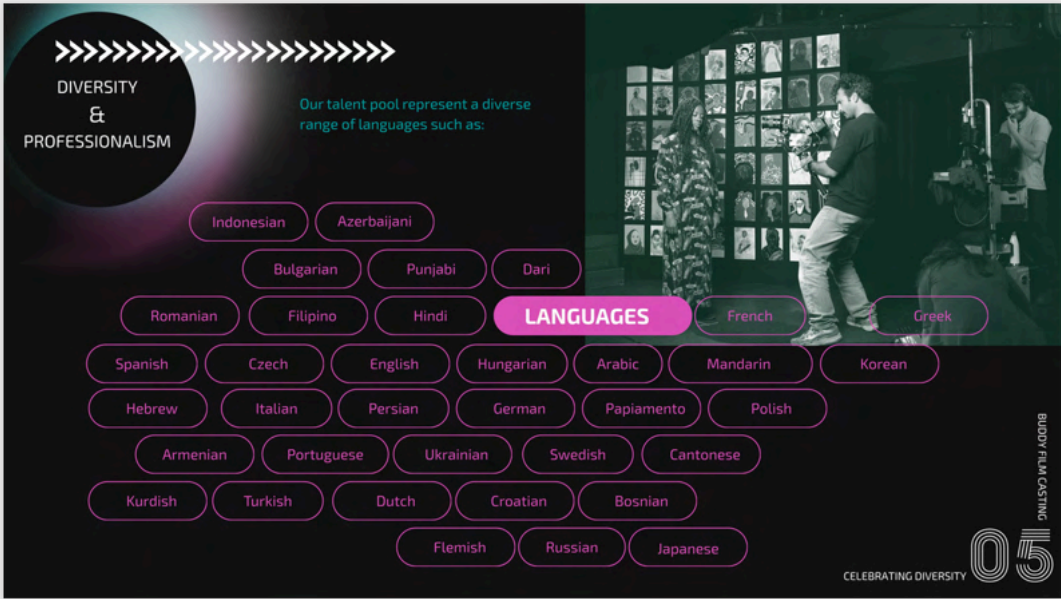 DIVERSITY
&
PROFESSIONALISM
Our talent pool represent a diverse
range of languages such as:
Indonesian Azerbaijani
Bulgarian Punjabi Dari
Romanian Filipino Hindi LANGUAGES French Greek
Spanish Czech English Hungarian Arabic Mandarin Korean
Hebrew Italian Persian German Papiamento Polish
Armenian Portuguese Ukrainian Swedish Cantonese
Kurdish Turkish Dutch Croatian Bosnian
Flemish Russian Japanese
BUDDY FILM CASTING
CELEBRATING DIVERSITY 05